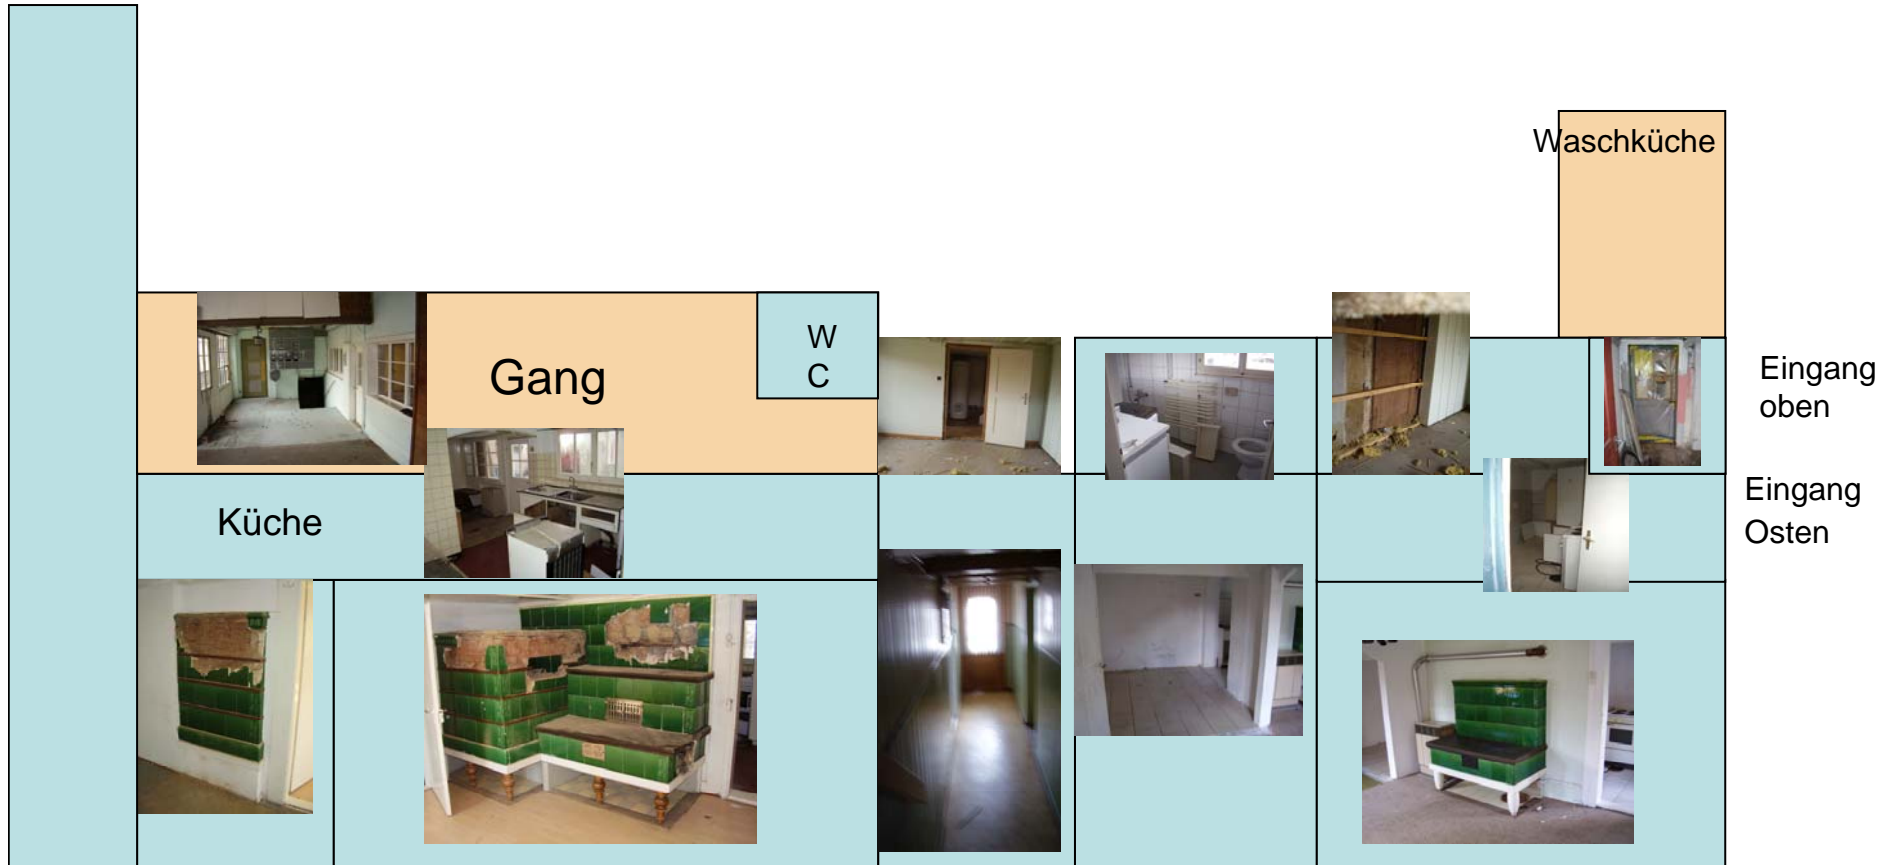 Waschküche
W
C
Gang
Eingang
oben
Küche
Eingang
Osten